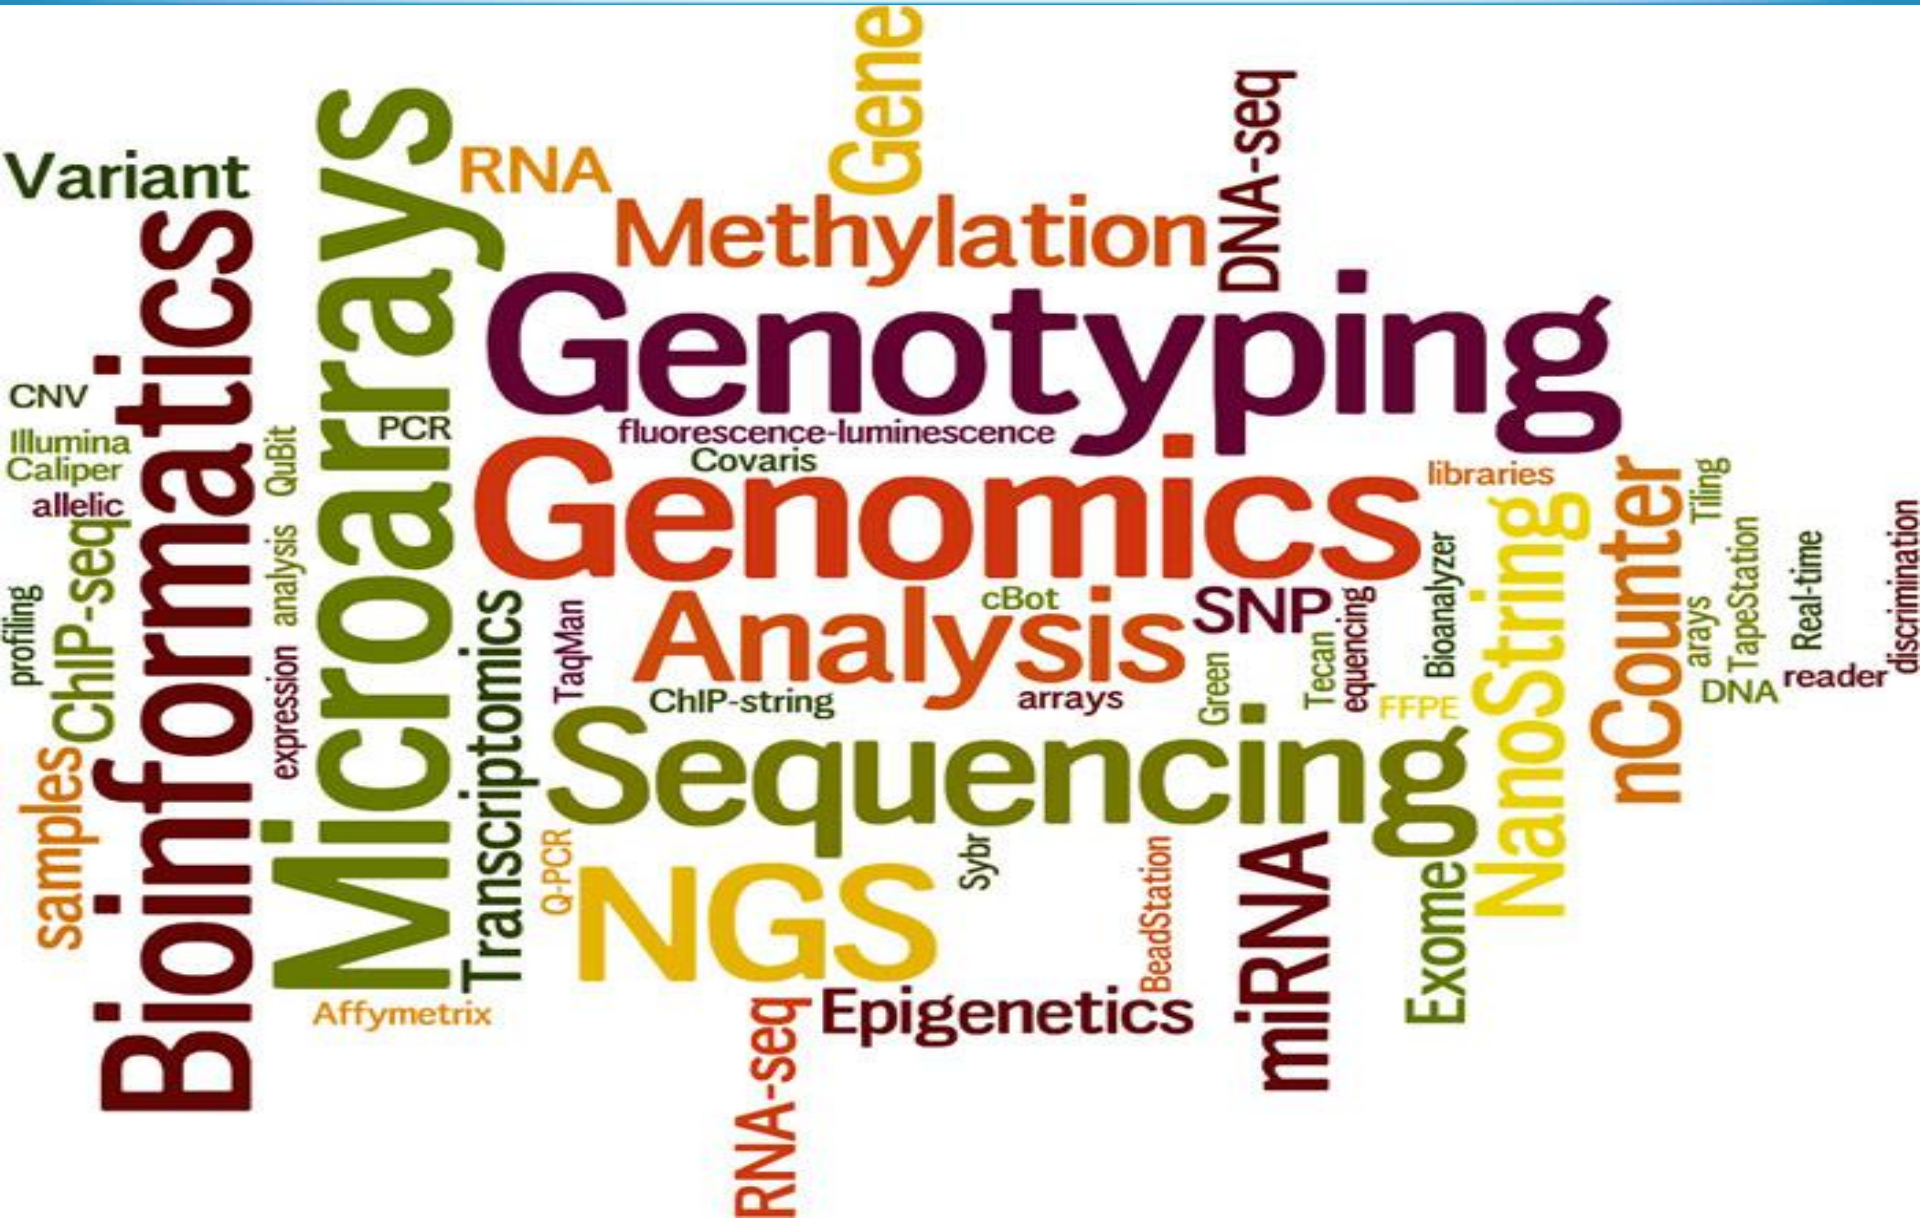 Gene
DNA-seq
Variant
RNA
Methylation
Bioinformatics
Microarrays
Genotyping
CNV
PCR
fluorescence-luminescence
Illumina
QuBit
Covaris
Caliper
Genomics
libraries
allelic
ChIP-seq
profiling
analysis
expression
Transcriptomics
TaqMan
Analysis
cBot
SNP
sequencing
Bioanalyzer
NanoString
nCounter
Tiling
arrays
TapeStation
Real-time
discrimination
ChIP-string
arrays
Green
Tecan
FFPE
DNA
reader
samples
Sequencing
Q-PCR
NGS
Sybr
BeadStation
miRNA
Exome
Affymetrix
Epigenetics
RNA-seq